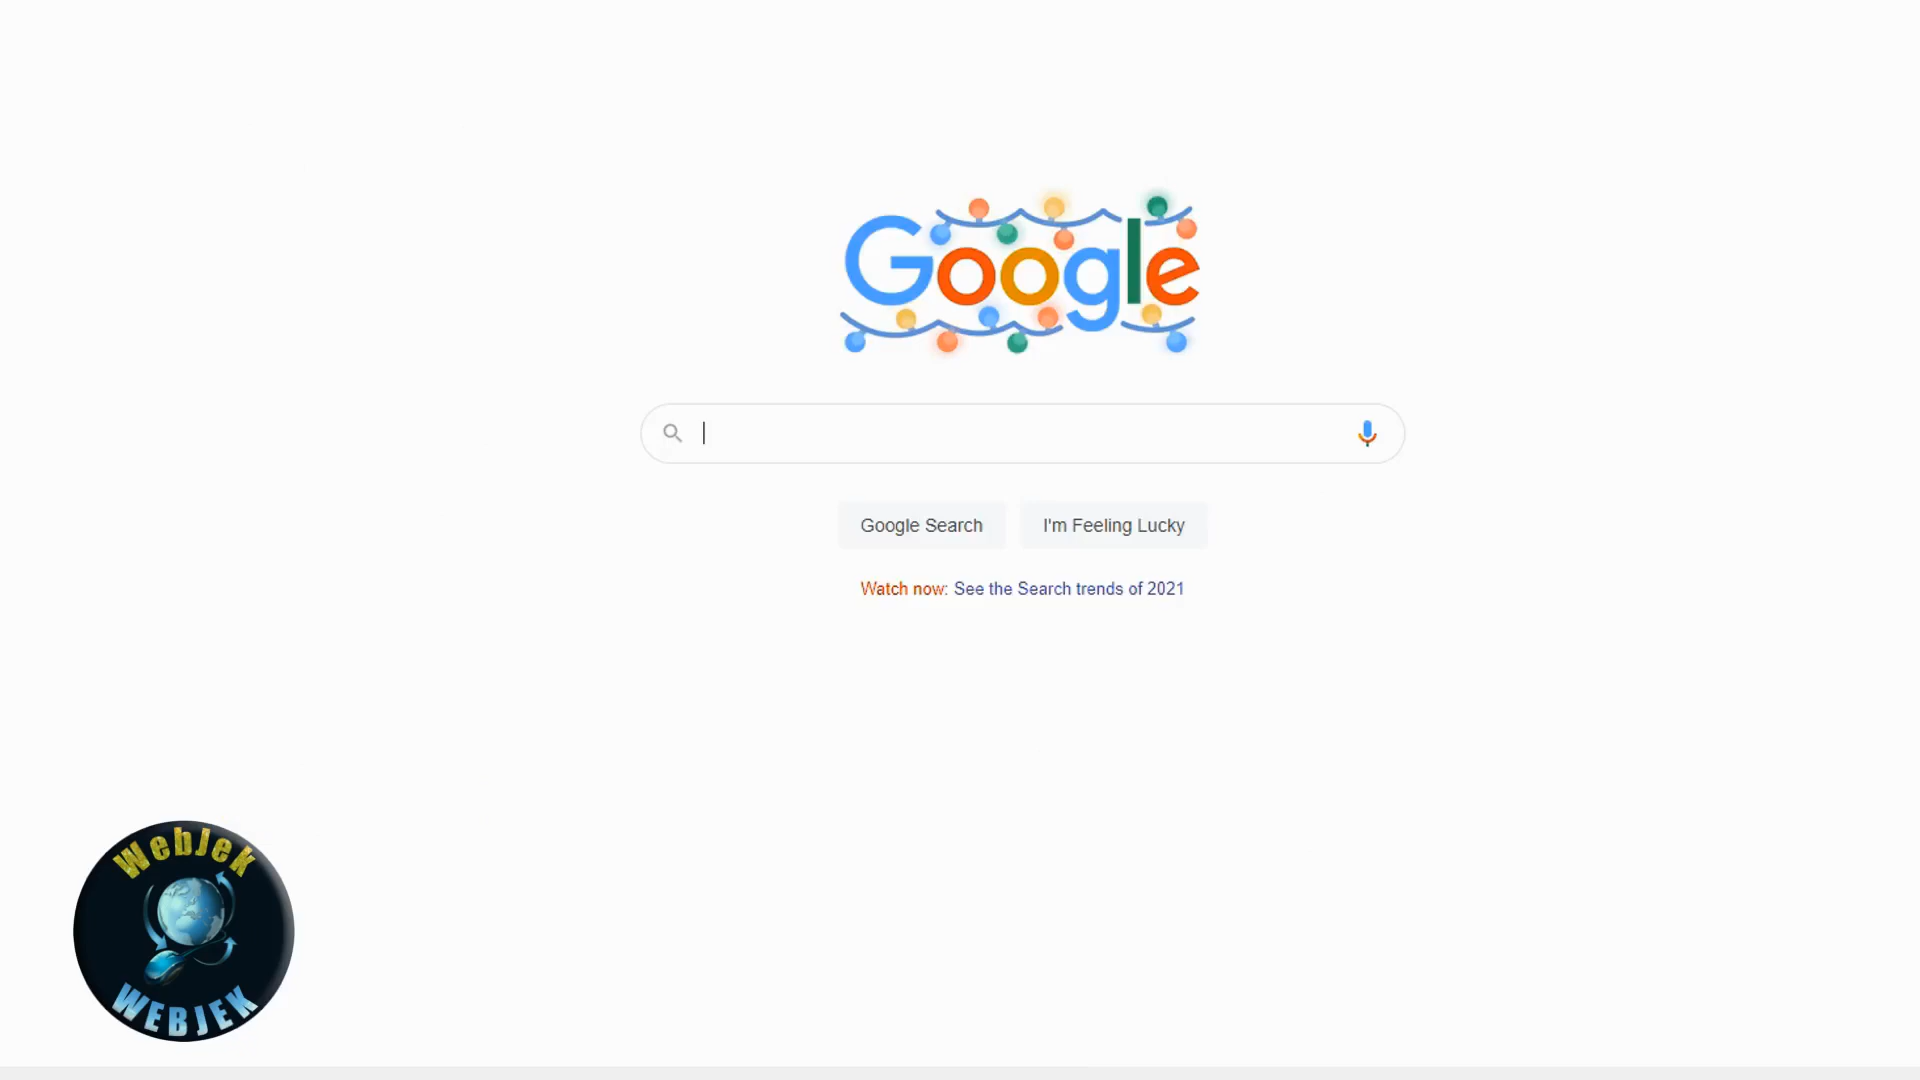 Google
Google Search
I'm Feeling Lucky
Watch now: See the Search trends of 2021
WebJek
WEBJEK